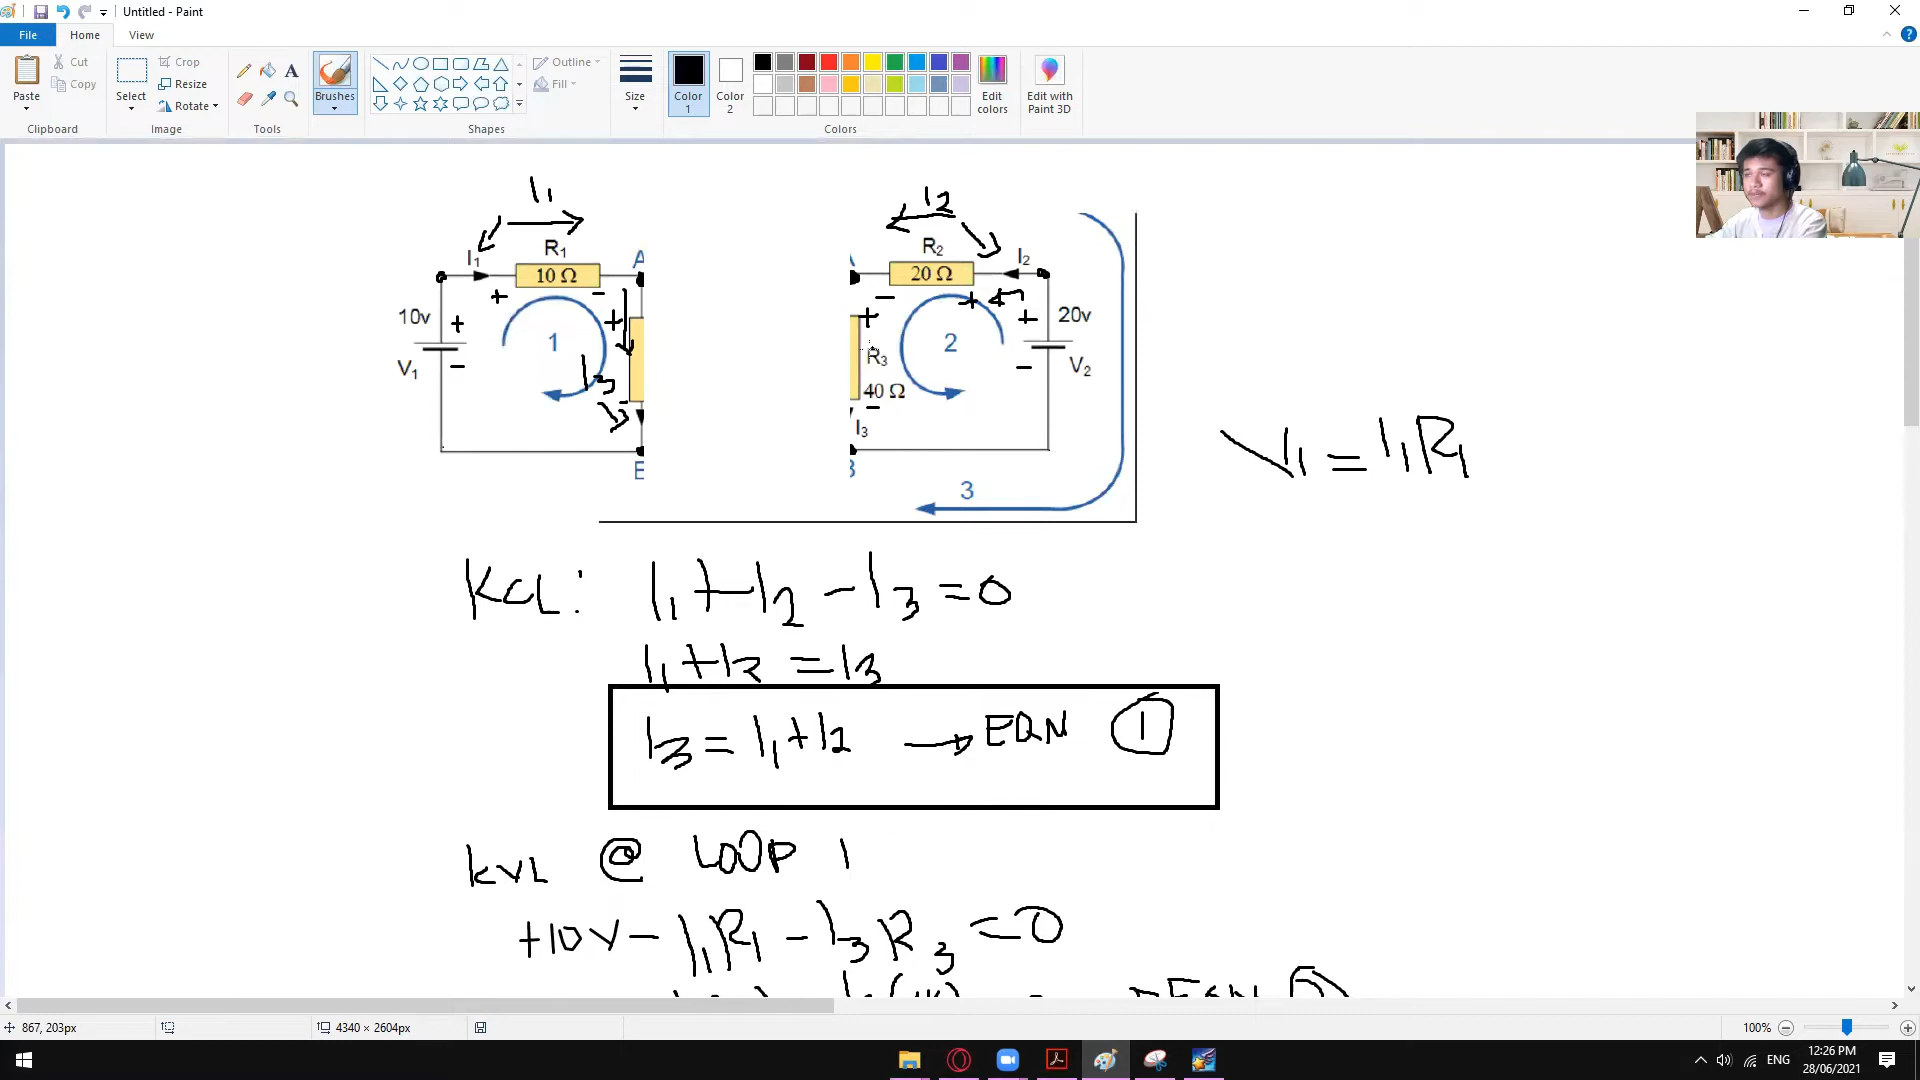 Untitled - Paint
File Home View
Paste
Cut
Copy
Clipboard
Select
Crop
Resize
Rotate
Image
Tools
Brushes
Shapes
Outline
Fill
Size
Color 1
Color 2
Edit colors
Edit with Paint 3D
Colors
I1
I2
R1
R2
I1
10 Ω
A
20 Ω
I2
+ - - +
10v + + + + 20v
1
2
V1 - R3 - V2
I3
40 Ω
- -
I3
E B
3
V1 = I1R1
KCL: I1 + I2 - I3 = 0
I1 + I2 = I3
I3 = I1 + I2 → EQN 1
KVL @ LOOP 1
+10V - I1R1 - I3R3 = 0
867, 203px
4340 × 2604px
100%
ENG
12:26 PM
28/06/2021